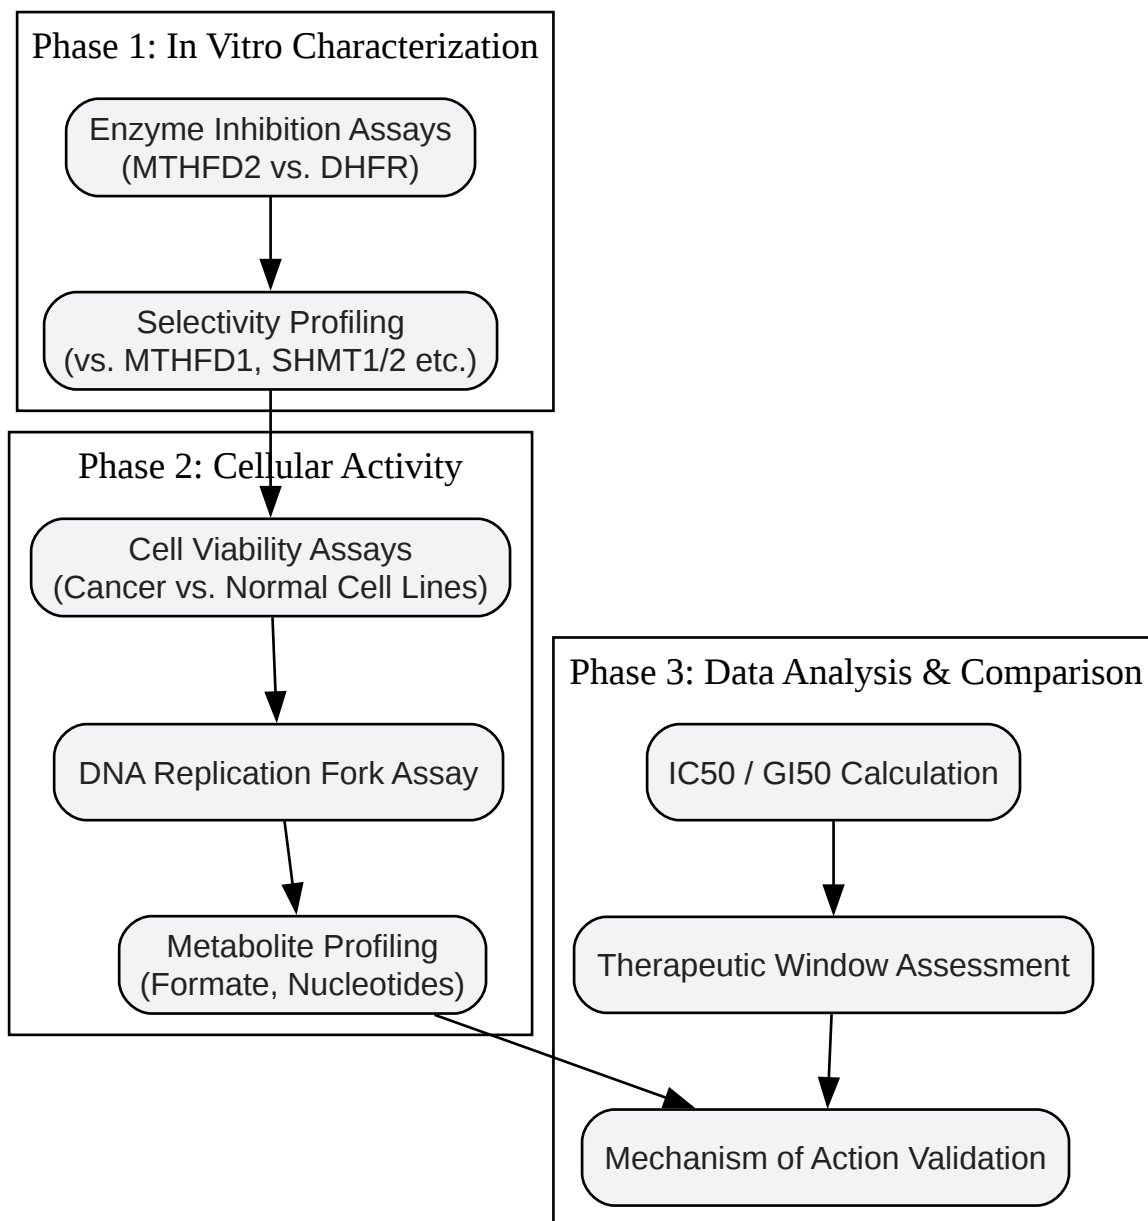 Phase 1: In Vitro Characterization
Enzyme Inhibition Assays
(MTHFD2 vs. DHFR)
Selectivity Profiling
(vs. MTHFD1, SHMT1/2 etc.)
Phase 2: Cellular Activity
Cell Viability Assays
(Cancer vs. Normal Cell Lines)
DNA Replication Fork Assay
Metabolite Profiling
(Formate, Nucleotides)
Phase 3: Data Analysis & Comparison
IC50 / GI50 Calculation
Therapeutic Window Assessment
Mechanism of Action Validation